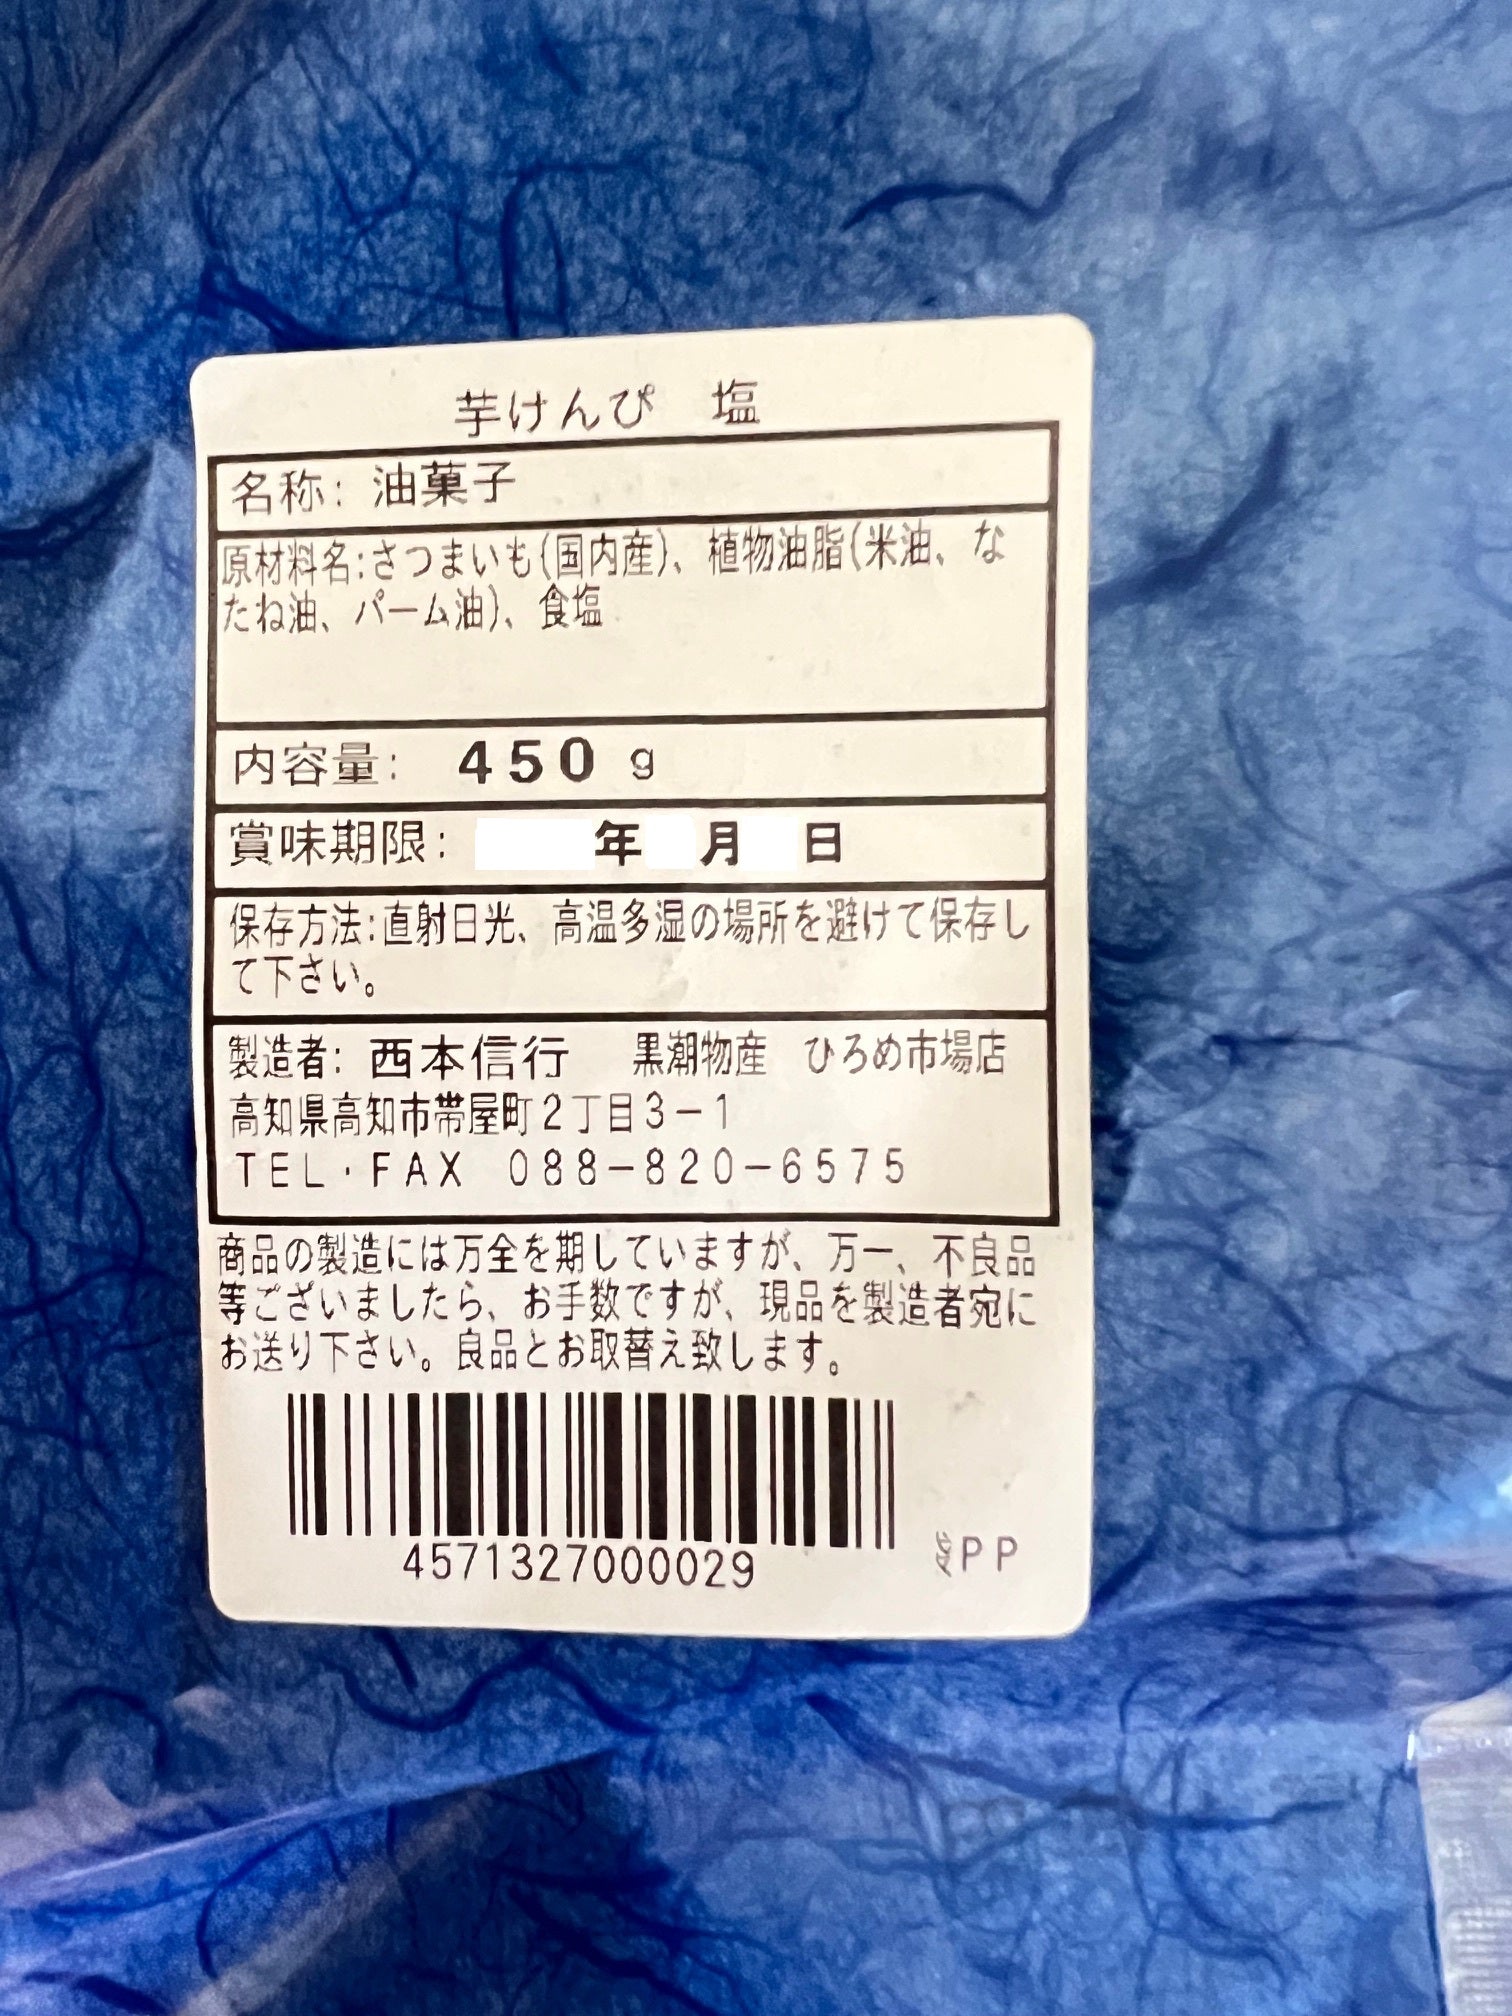 芋けんぴ　塩
名称：油菓子
原材料名：さつまいも（国内産）、植物油脂（米油、な
たね油、パーム油）、食塩
内容量：　450 g
賞味期限：　年　月　日
保存方法：直射日光、高温多湿の場所を避けて保存し
て下さい。
製造者：西本信行　黒潮物産　ひろめ市場店
高知県高知市帯屋町２丁目３－１
ＴＥＬ・ＦＡＸ　０８８－８２０－６５７５
商品の製造には万全を期していますが、万一、不良品
等ございましたら、お手数ですが、現品を製造者宛に
お送り下さい。良品とお取替え致します。
4571327000029
ＰＰ